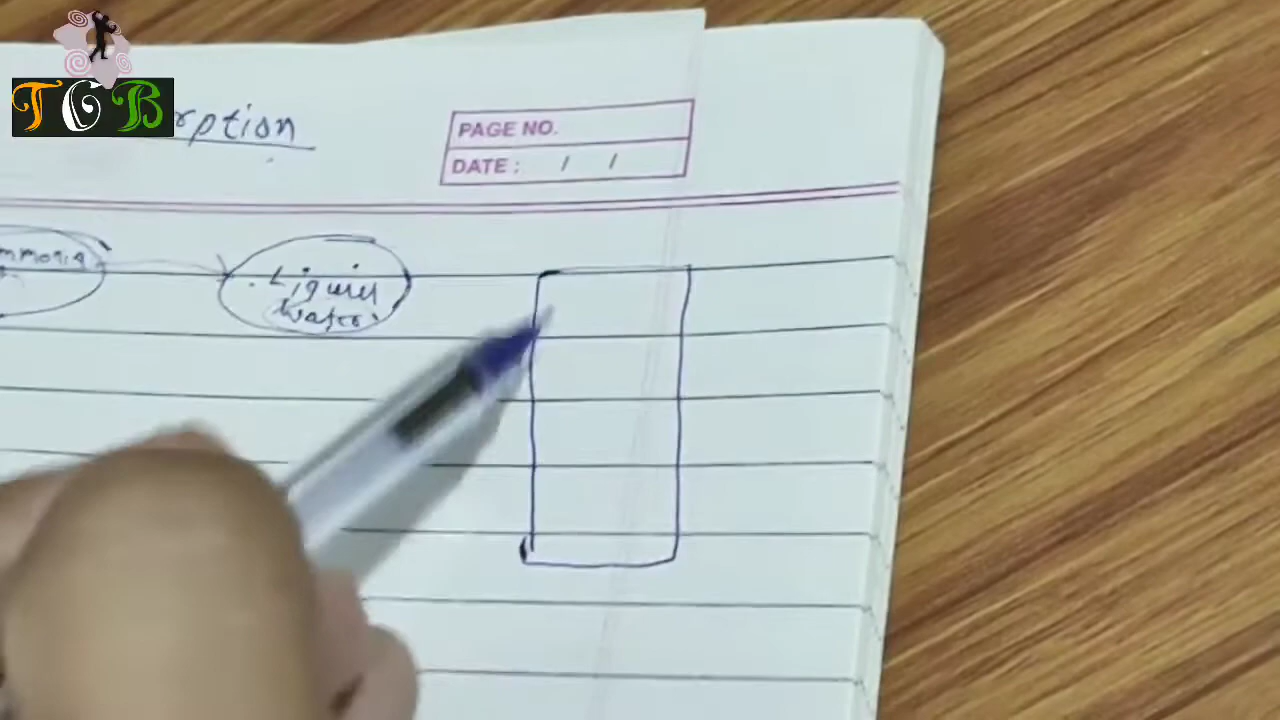 TGB
rption
PAGE NO.
DATE : / /
mmonia
Liquid
water